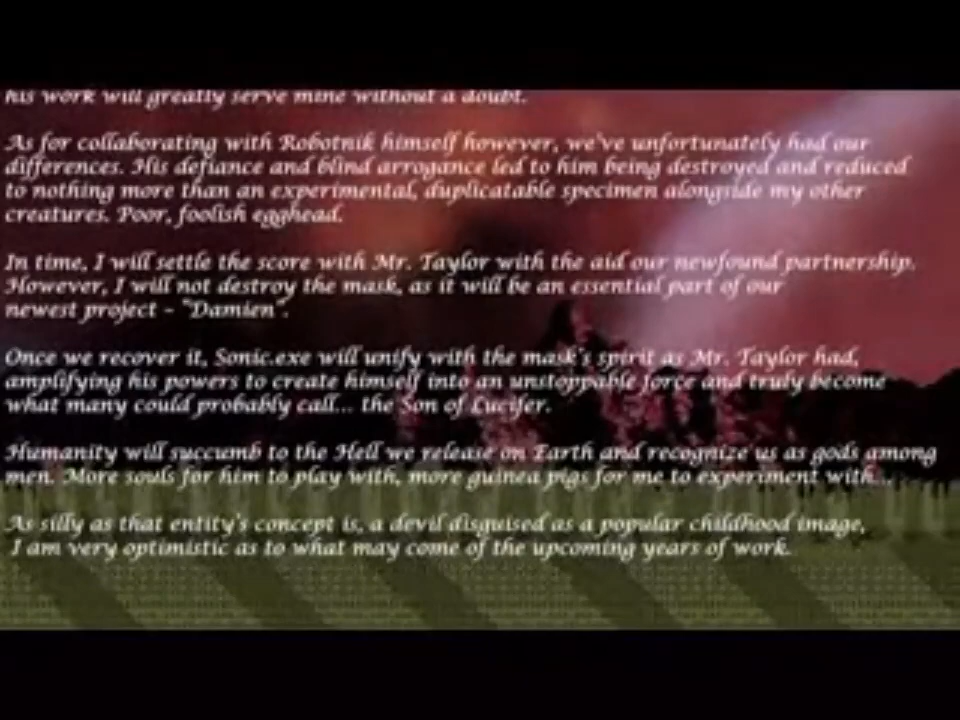 his work will greatly serve mine without a doubt.
As for collaborating with Robotnik himself however, we've unfortunately had our
differences. His defiance and blind arrogance led to him being destroyed and reduced
to nothing more than an experimental, duplicatable specimen alongside my other
creatures. Poor, foolish egghead.
In time, I will settle the score with Mr. Taylor with the aid our newfound partnership.
However, I will not destroy the mask, as it will be an essential part of our
newest project - "Damien".
Once we recover it, Sonic.exe will unify with the mask's spirit as Mr. Taylor had,
amplifying his powers to create himself into an unstoppable force and truly become
what many could probably call... the Son of Lucifer.
Humanity will succumb to the Hell we release on Earth and recognize us as gods among
men. More souls for him to play with, more guinea pigs for me to experiment with...
As silly as that entity's concept is, a devil disguised as a popular childhood image,
I am very optimistic as to what may come of the upcoming years of work.